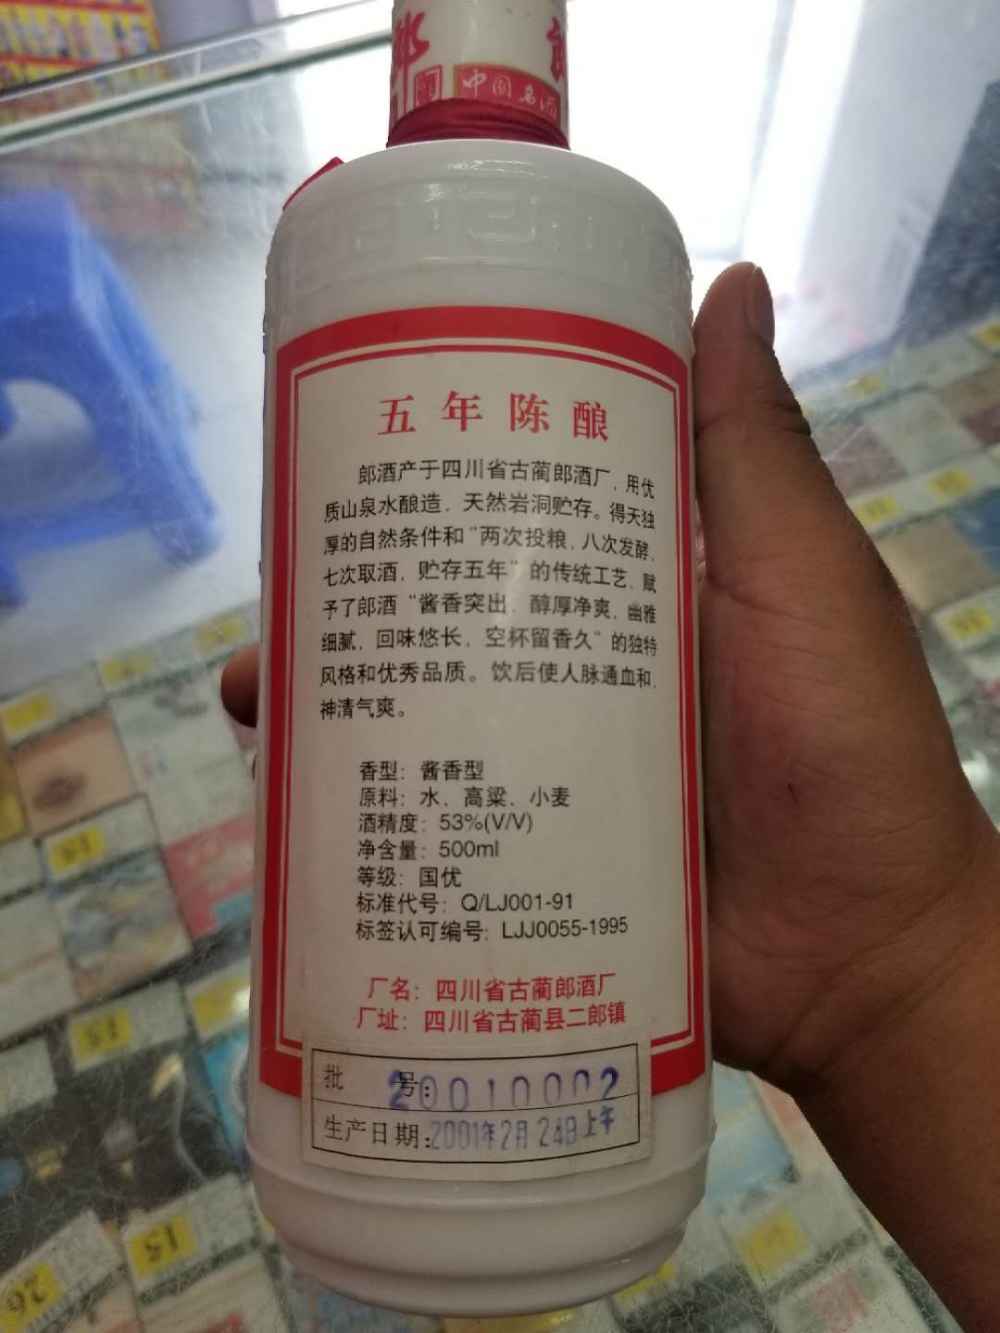 中国名酒
五年陈酿
郎酒产于四川省古蔺郎酒厂，用优
质山泉水酿造，天然岩洞贮存。得天独
厚的自然条件和“两次投粮，八次发酵，
七次取酒，贮存五年”的传统工艺，赋
予了郎酒“酱香突出，醇厚净爽，幽雅
细腻，回味悠长，空杯留香久”的独特
风格和优秀品质。饮后使人脉通血和，
神清气爽。
香型：酱香型
原料：水、高粱、小麦
酒精度：53%(V/V)
净含量：500ml
等级：国优
标准代号：Q/LJ001-91
标签认可编号：LJJ0055-1995
厂名：四川省古蔺郎酒厂
厂址：四川省古蔺县二郎镇
批 号：20010002
生产日期：2001年2月24日上午
18
15
13
26